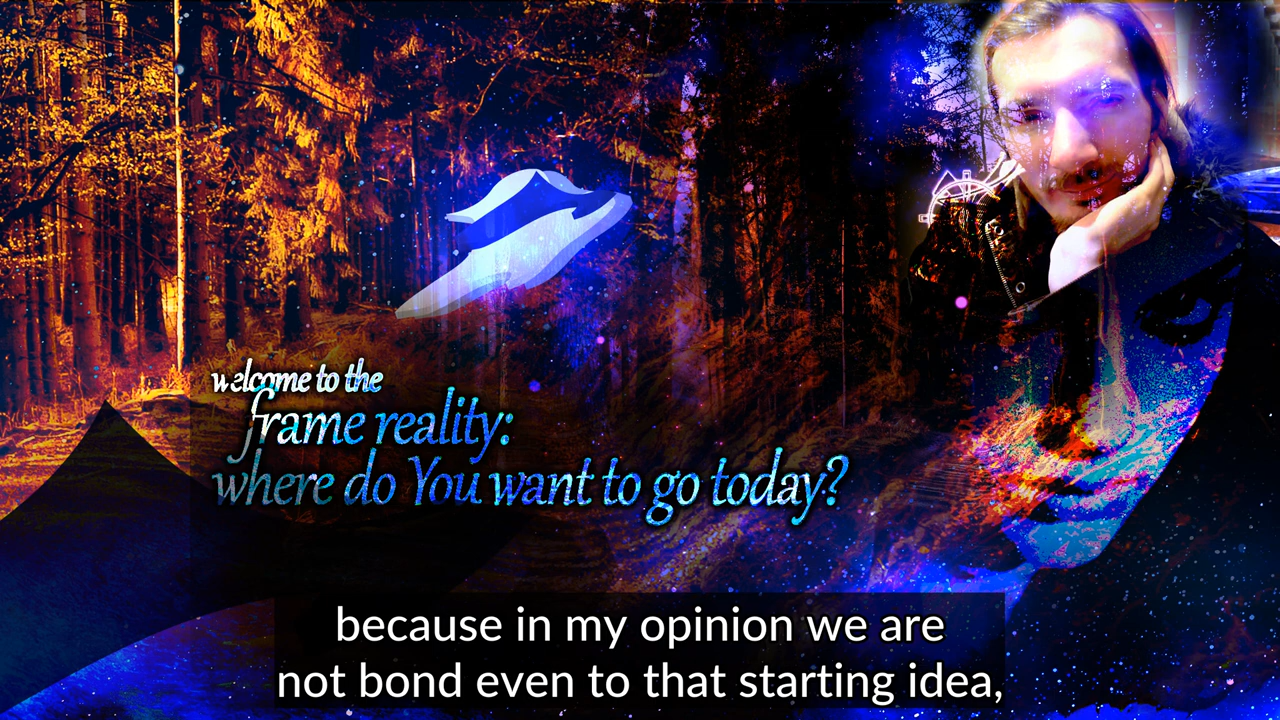 welcome to the
frame reality:
where do You want to go today?
because in my opinion we are
not bond even to that starting idea,